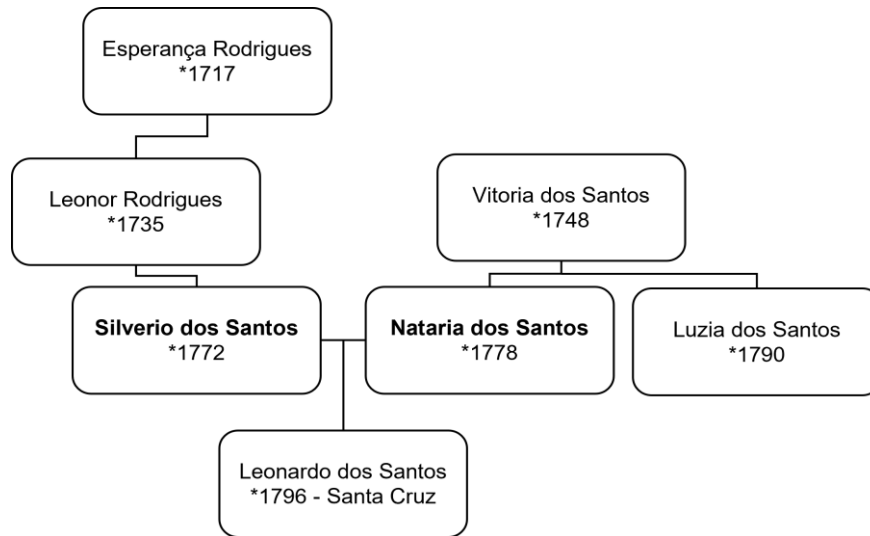 Esperança Rodrigues
*1717
Leonor Rodrigues
*1735
Vitoria dos Santos
*1748
Silverio dos Santos
*1772
Nataria dos Santos
*1778
Luzia dos Santos
*1790
Leonardo dos Santos
*1796 - Santa Cruz